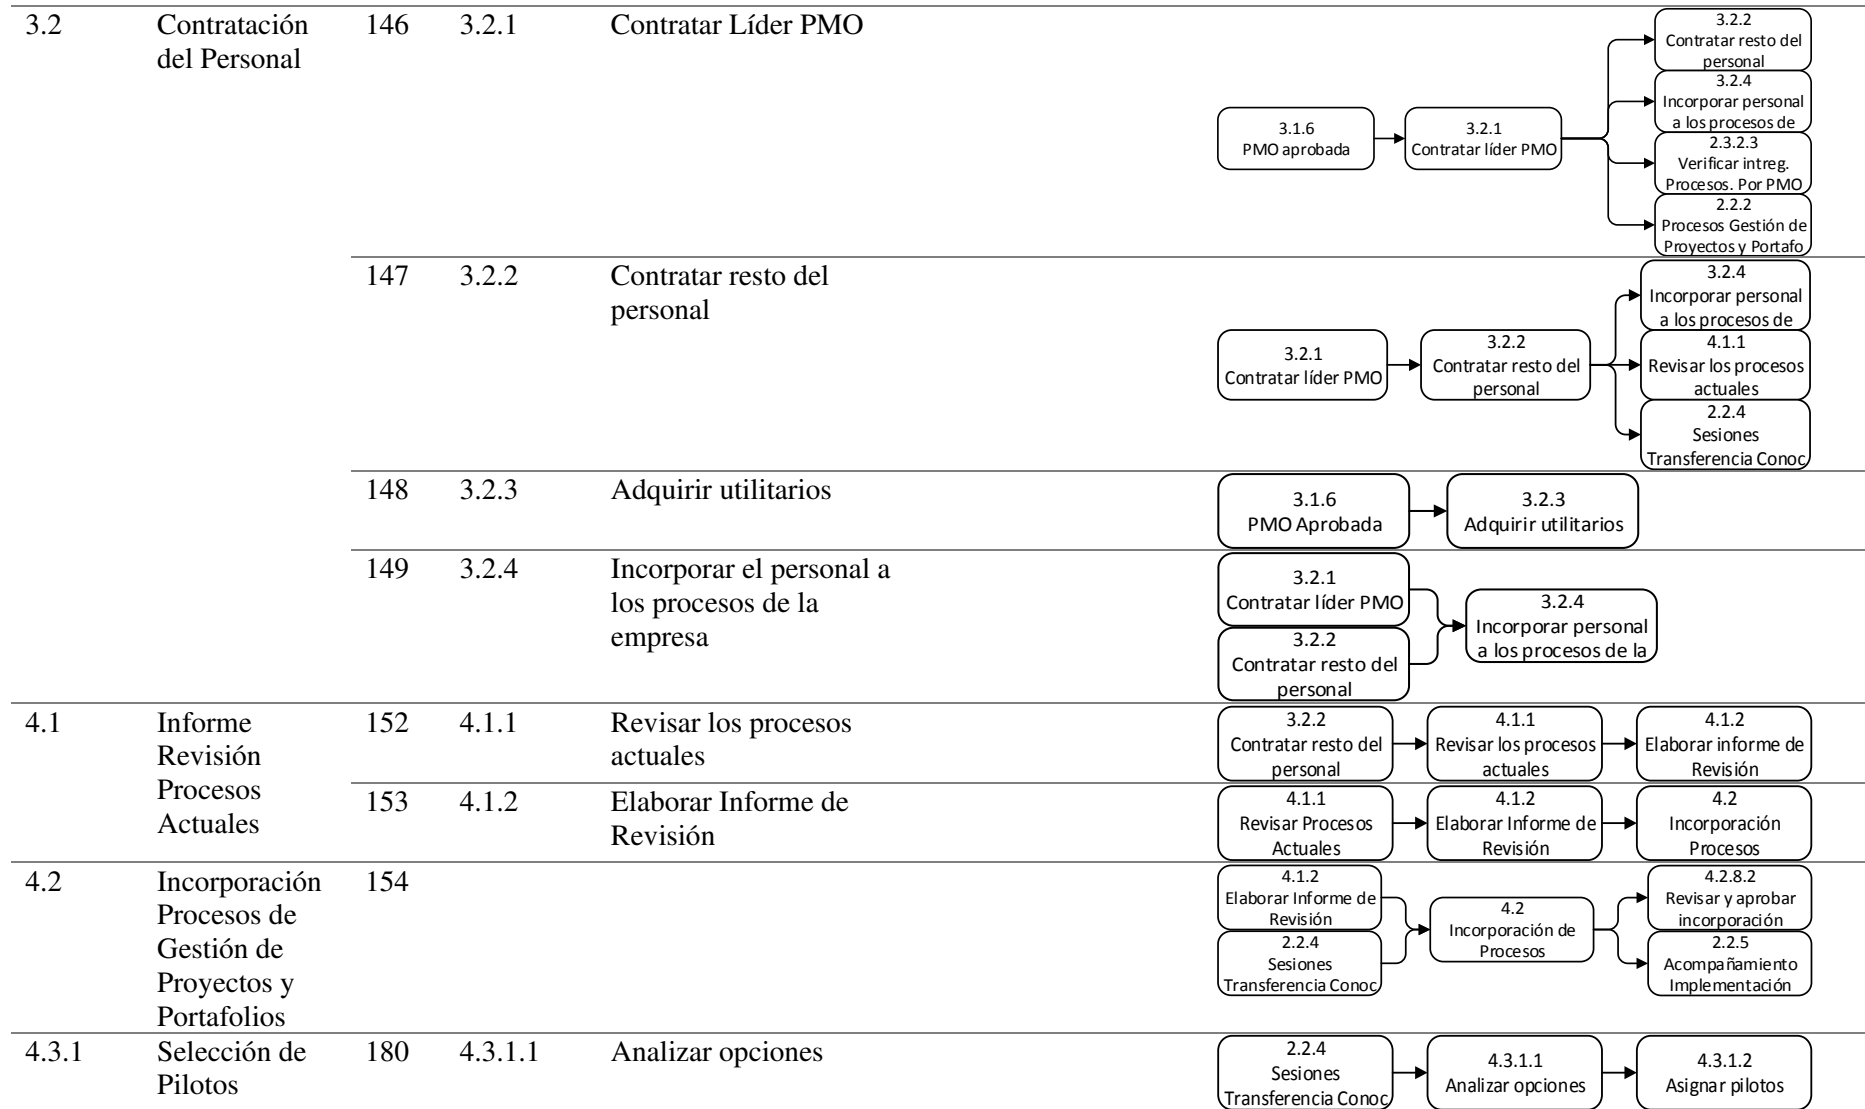 3.2 Contratación 146 3.2.1 Contratar Líder PMO
del Personal
3.1.6
PMO aprobada
3.2.1
Contratar líder PMO
3.2.2
Contratar resto del
personal
3.2.4
Incorporar personal
a los procesos de
2.3.2.3
Verificar intreg.
Procesos. Por PMO
2.2.2
Procesos Gestión de
Proyectos y Portafo
147 3.2.2 Contratar resto del
personal
3.2.1
Contratar líder PMO
3.2.2
Contratar resto del
personal
3.2.4
Incorporar personal
a los procesos de
4.1.1
Revisar los procesos
actuales
2.2.4
Sesiones
Transferencia Conoc
148 3.2.3 Adquirir utilitarios
3.1.6
PMO Aprobada
3.2.3
Adquirir utilitarios
149 3.2.4 Incorporar el personal a
los procesos de la
empresa
3.2.1
Contratar líder PMO
3.2.2
Contratar resto del
personal
3.2.4
Incorporar personal
a los procesos de la
4.1 Informe 152 4.1.1 Revisar los procesos
Revisión actuales
Procesos
Actuales
3.2.2
Contratar resto del
personal
4.1.1
Revisar los procesos
actuales
4.1.2
Elaborar informe de
Revisión
153 4.1.2 Elaborar Informe de
Revisión
4.1.1
Revisar Procesos
Actuales
4.1.2
Elaborar Informe de
Revisión
4.2
Incorporación
Procesos
4.2 Incorporación 154
Procesos de
Gestión de
Proyectos y
Portafolios
4.1.2
Elaborar Informe de
Revisión
2.2.4
Sesiones
Transferencia Conoc
4.2
Incorporación de
Procesos
4.2.8.2
Revisar y aprobar
incorporación
2.2.5
Acompañamiento
Implementación
4.3.1 Selección de 180 4.3.1.1 Analizar opciones
Pilotos
2.2.4
Sesiones
Transferencia Conoc
4.3.1.1
Analizar opciones
4.3.1.2
Asignar pilotos